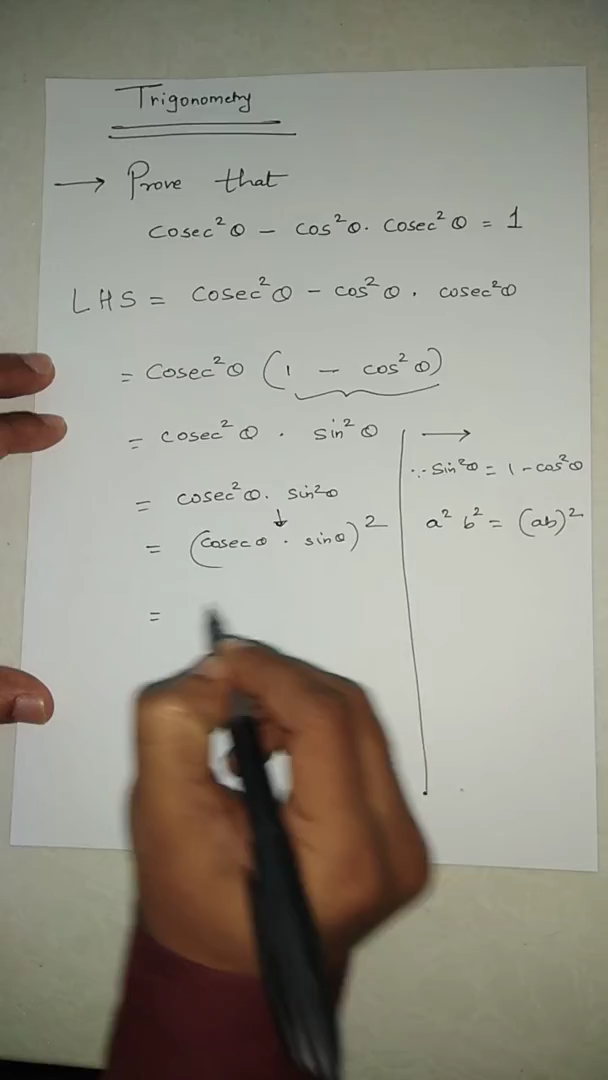 Trigonometry
→ Prove that
Cosec²θ – cos²θ. Cosec²θ = 1
LHS = Cosec²θ – cos²θ . cosec²θ
= Cosec²θ (1 – cos²θ)
= cosec²θ . sin²θ
→
∵ Sin²θ = 1 – cos²θ
= cosec²θ. sin²θ
a² b² = (ab)²
= (Cosecθ . sinθ)²
=